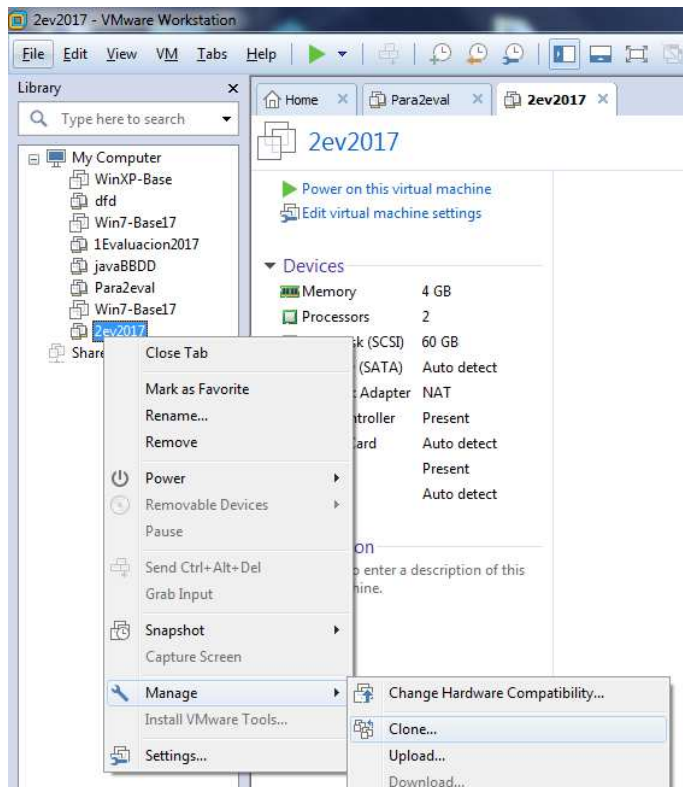 2ev2017 - VMware Workstation
File Edit View VM Tabs Help
Library x
Type here to search
My Computer
WinXP-Base
dfd
Win7-Base17
1Evaluacion2017
javaBBDD
Para2eval
Win7-Base17
2ev2017
Share
Home × Para2eval × 2ev2017 ×
2ev2017
Power on this virtual machine
Edit virtual machine settings
Devices
Memory 4 GB
Processors 2
sk (SCSI) 60 GB
(SATA) Auto detect
Adapter NAT
ntroller Present
ard Auto detect
Present
Auto detect
on
o enter a description of this
hine.
Close Tab
Mark as Favorite
Rename...
Remove
Power
Removable Devices
Pause
Send Ctrl+Alt+Del
Grab Input
Snapshot
Capture Screen
Manage
Install VMware Tools...
Settings...
Change Hardware Compatibility...
Clone...
Upload...
Download...